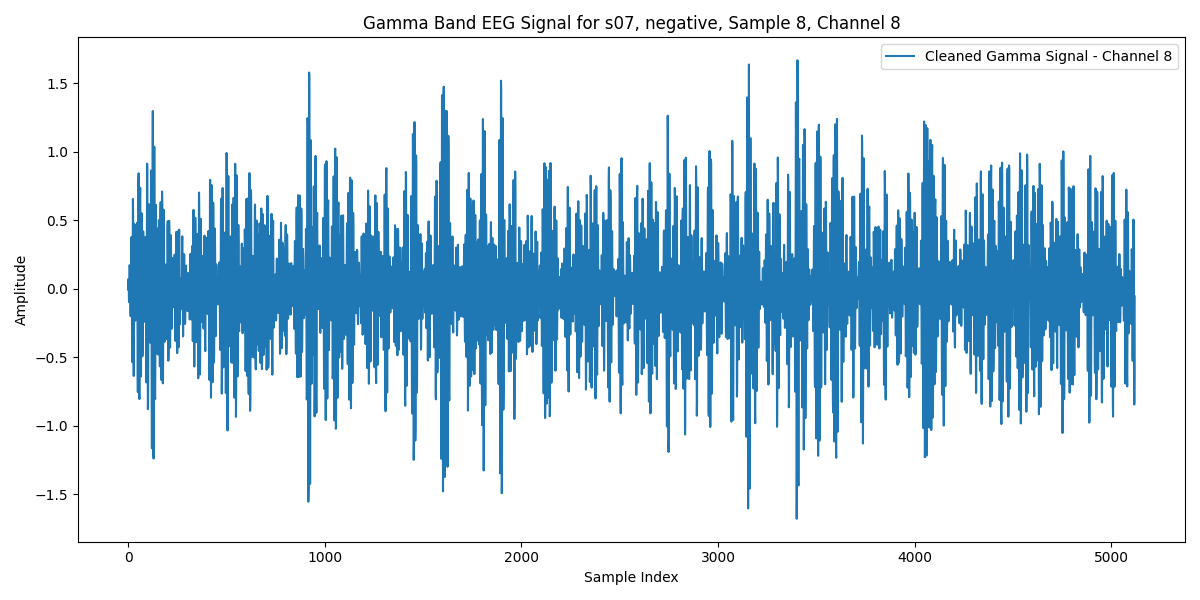 Gamma Band EEG Signal for s07, negative, Sample 8, Channel 8
Cleaned Gamma Signal - Channel 8
Amplitude
1.5
1.0
0.5
0.0
−0.5
−1.0
−1.5
0 1000 2000 3000 4000 5000
Sample Index